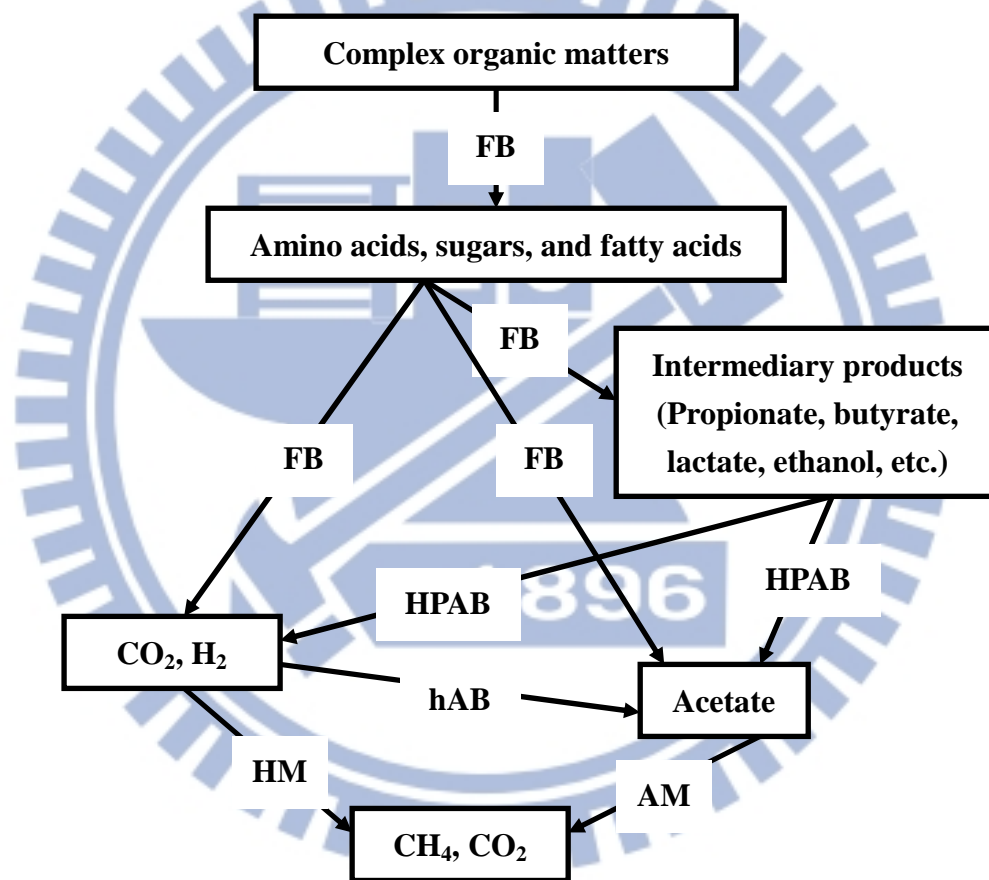 Complex organic matters
FB
Amino acids, sugars, and fatty acids
FB
Intermediary products
(Propionate, butyrate,
lactate, ethanol, etc.)
FB
FB
HPAB
HPAB
896
CO₂, H₂
hAB
Acetate
HM
AM
CH₄, CO₂